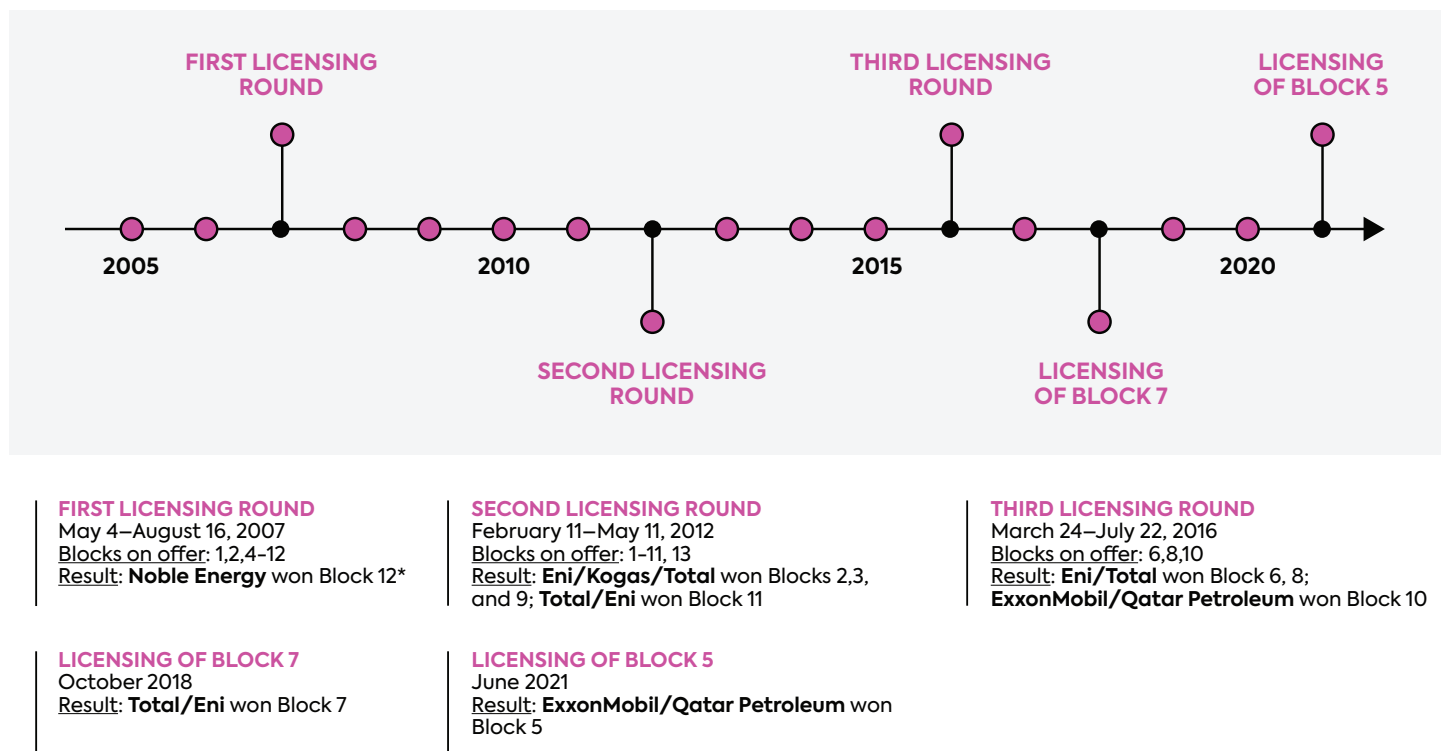 FIRST LICENSING
ROUND
THIRD LICENSING
ROUND
LICENSING
OF BLOCK 5
2005
2010
2015
2020
SECOND LICENSING
ROUND
LICENSING
OF BLOCK 7
FIRST LICENSING ROUND
May 4–August 16, 2007
Blocks on offer: 1,2,4-12
Result: Noble Energy won Block 12*
SECOND LICENSING ROUND
February 11–May 11, 2012
Blocks on offer: 1-11, 13
Result: Eni/Kogas/Total won Blocks 2,3,
and 9; Total/Eni won Block 11
THIRD LICENSING ROUND
March 24–July 22, 2016
Blocks on offer: 6,8,10
Result: Eni/Total won Block 6, 8;
ExxonMobil/Qatar Petroleum won Block 10
LICENSING OF BLOCK 7
October 2018
Result: Total/Eni won Block 7
LICENSING OF BLOCK 5
June 2021
Result: ExxonMobil/Qatar Petroleum won
Block 5